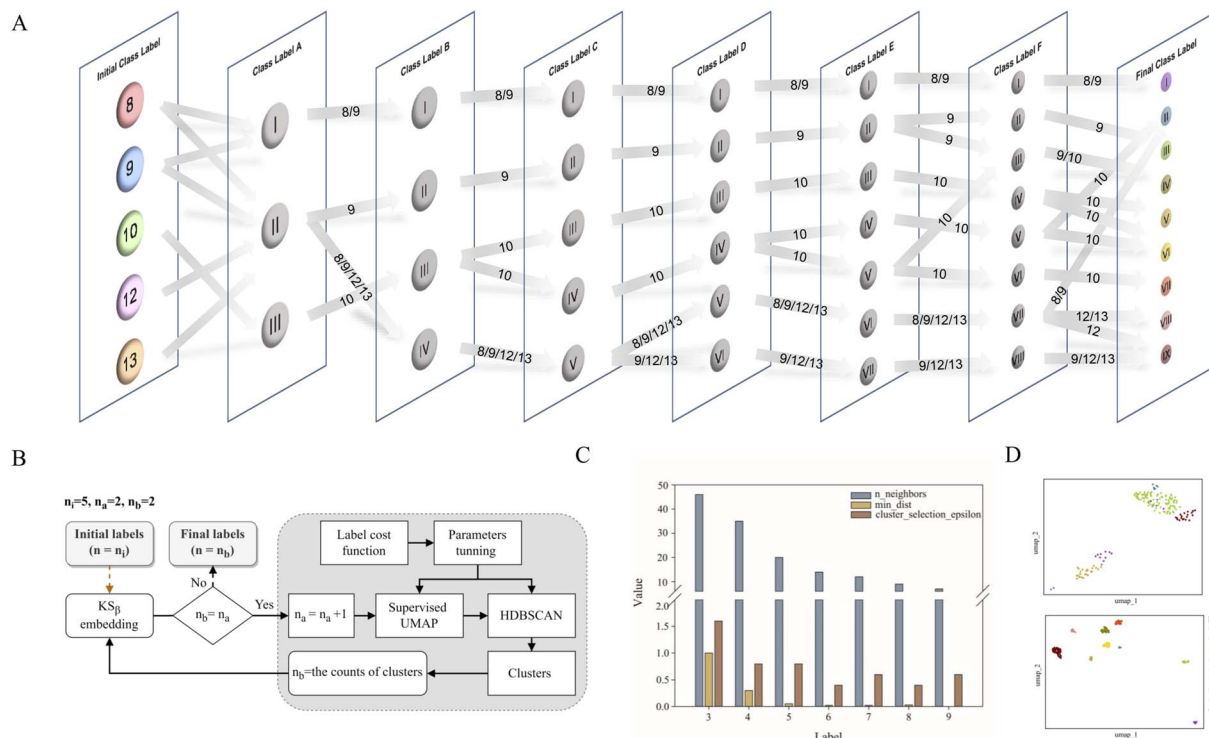 A
Initial Class Label
8
9
10
12
13
Class Label A
I
II
III
8/9
9
8/9/12/13
10
Class Label B
I
II
III
IV
8/9
9
10
10
8/9/12/13
Class Label C
I
II
III
IV
V
8/9
9
10
10
8/9/12/13
9/12/13
Class Label D
I
II
III
IV
V
VI
8/9
9
10
10
10
8/9/12/13
9/12/13
Class Label E
I
II
III
IV
V
VI
VII
8/9
9
9
10
10
10
10
8/9/12/13
9/12/13
Class Label F
I
II
III
IV
V
VI
VII
VIII
8/9
9
9/10
10
10
10
10
10
8/9
12/13
12
9/12/13
Final Class Label
I
II
III
IV
V
VI
VII
VIII
IX
B
nᵢ=5, nₐ=2, n_b=2
Initial labels
(n = nᵢ)
Final labels
(n = n_b)
No
KSᵦ
embedding
n_b= nₐ
Yes
nₐ = nₐ +1
Label cost
function
Parameters
tunning
Supervised
UMAP
HDBSCAN
Clusters
n_b=the counts of clusters
C
n_neighbors
min_dist
cluster_selection_epsilon
Value
50
40
30
20
10
2.0
1.5
1.0
0.5
0.0
3 4 5 6 7 8 9
Label
D
umap_2
umap_1
umap_2
umap_1